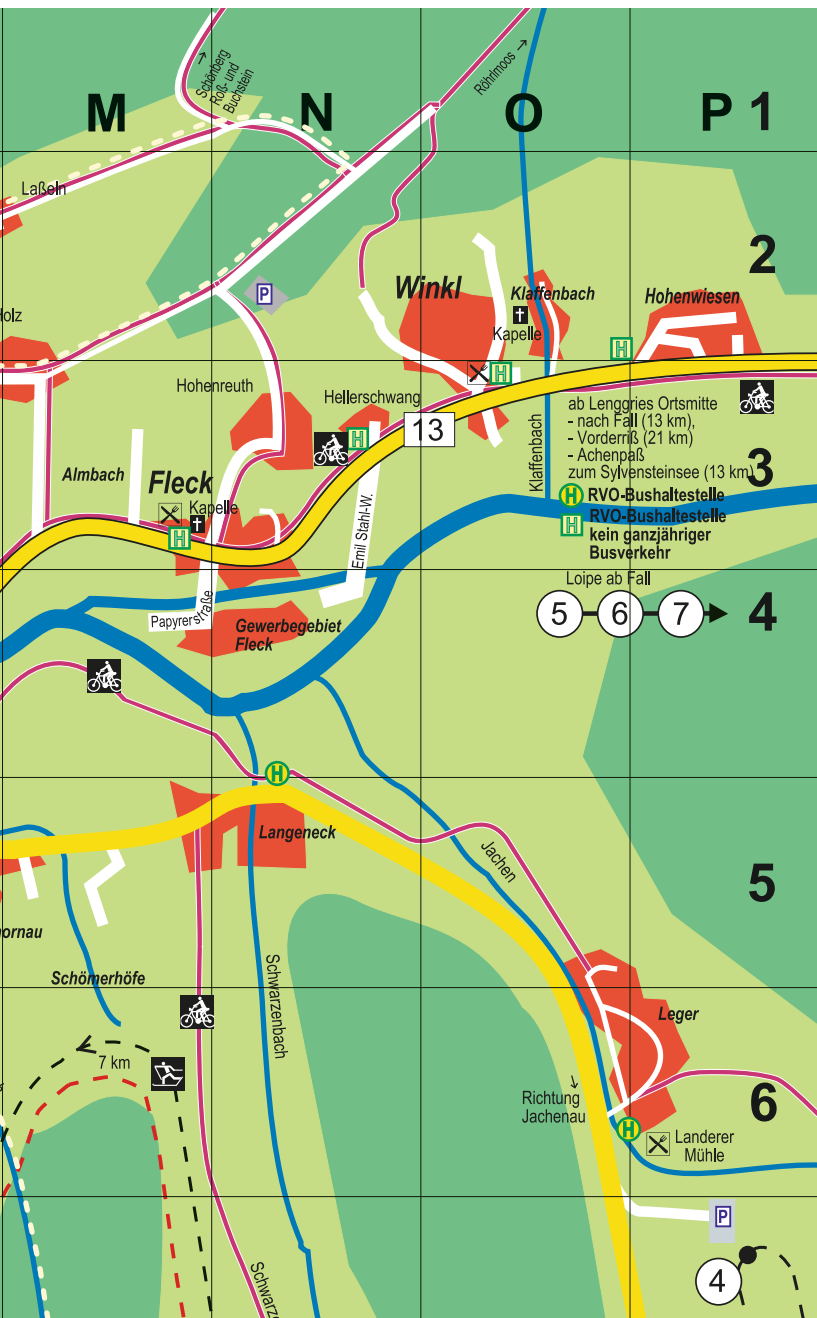 Schönberg
Roß- und
Buchstein
Röhrlmoos
M
N
O
P 1
Laßeln
2
P
Winkl
Klaffenbach
Kapelle
Hohenwiesen
H
H
Hohenreuth
Hellerschwang
H
13
ab Lenggries Ortsmitte
- nach Fall (13 km),
- Vorderriß (21 km)
- Achenpaß
zum Sylvensteinsee (13 km)
3
Klaffenbach
Almbach
Fleck
Kapelle
H
Emil Stahl-W.
H RVO-Bushaltestelle
H RVO-Bushaltestelle
kein ganzjähriger
Busverkehr
Loipe ab Fall
5 6 7
4
Papyrerstraße
Gewerbegebiet
Fleck
H
Langeneck
Jachen
5
Schömerhöfe
Schwarzenbach
Leger
7 km
Richtung
Jachenau
6
H
Landerer
Mühle
P
4